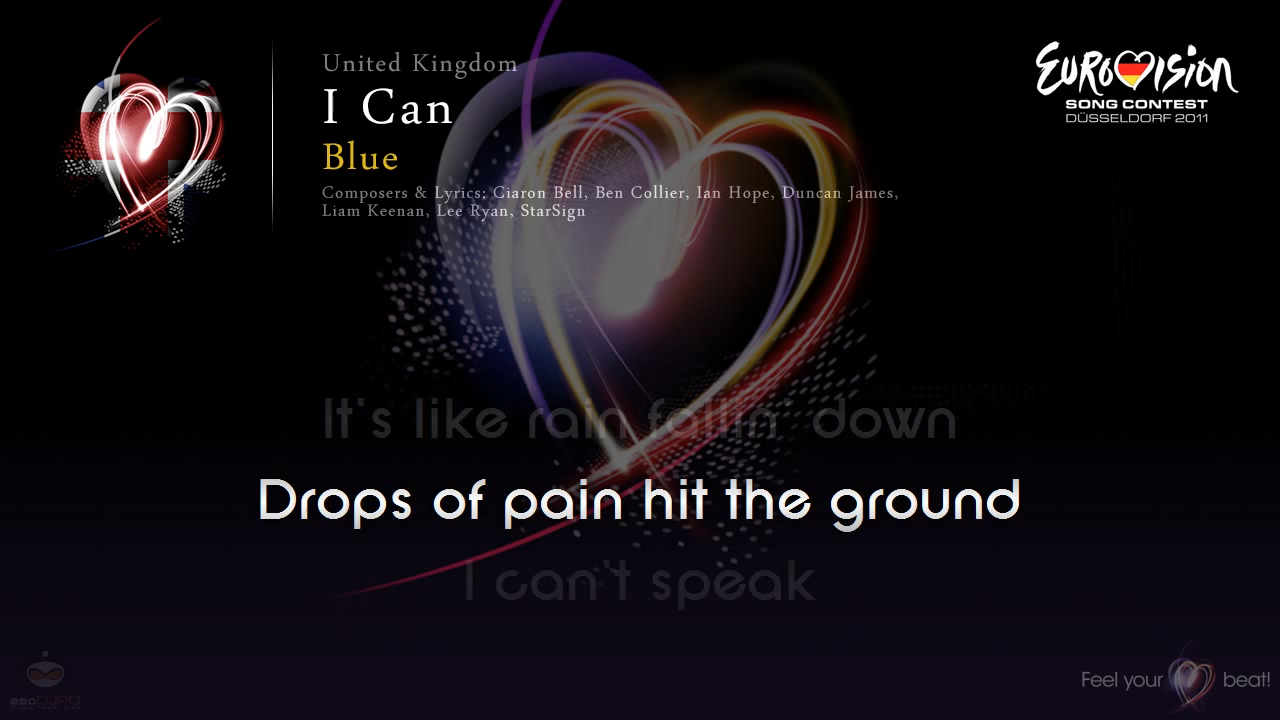 United Kingdom
I Can
Blue
Composers & Lyrics: Ciaron Bell, Ben Collier, Ian Hope, Duncan James,
Liam Keenan, Lee Ryan, StarSign
EUROVISION
SONG CONTEST
DÜSSELDORF 2011
It's like rain fallin' down
Drops of pain hit the ground
I can't speak
escDJPD
Feel your beat!